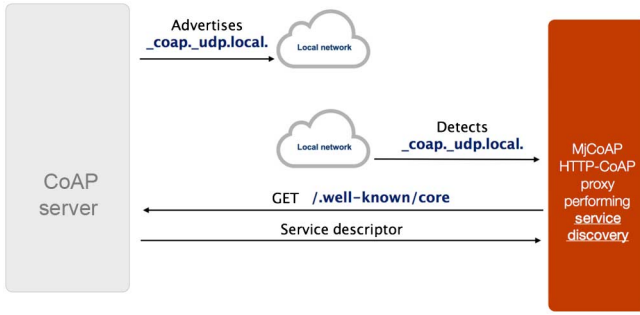 Advertises
_coap._udp.local.
Local network
Local network
Detects
_coap._udp.local.
CoAP
server
GET /.well-known/core
Service descriptor
MjCoAP
HTTP-CoAP
proxy
performing
service
discovery